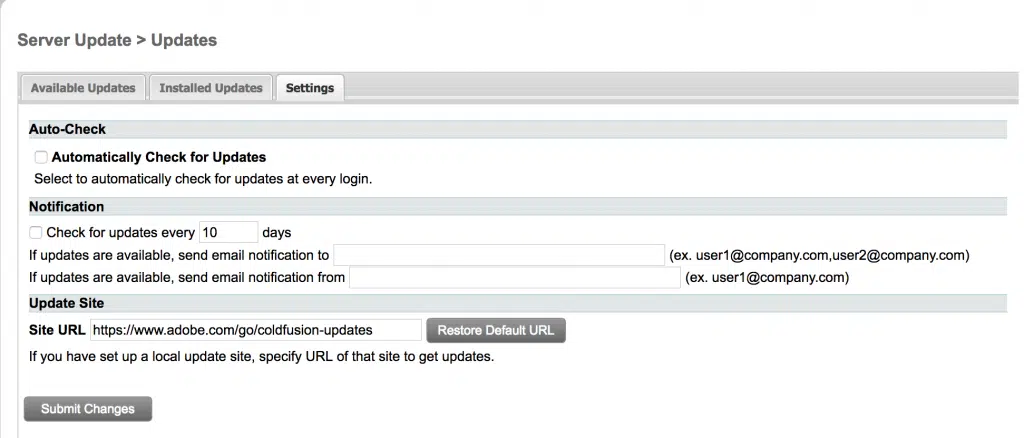 Server Update > Updates
Available Updates Installed Updates Settings
Auto-Check
Automatically Check for Updates
Select to automatically check for updates at every login.
Notification
Check for updates every 10 days
If updates are available, send email notification to (ex. user1@company.com,user2@company.com)
If updates are available, send email notification from (ex. user1@company.com)
Update Site
Site URL https://www.adobe.com/go/coldfusion-updates Restore Default URL
If you have set up a local update site, specify URL of that site to get updates.
Submit Changes